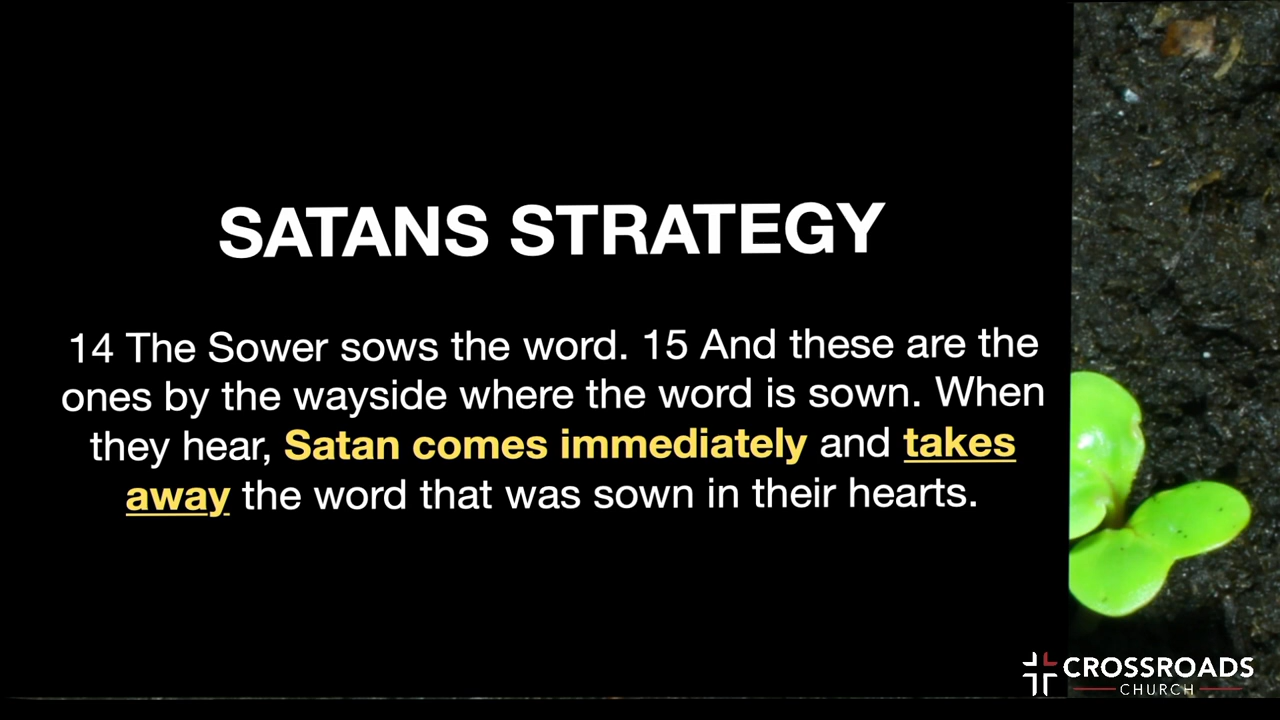 SATANS STRATEGY
14 The Sower sows the word. 15 And these are the
ones by the wayside where the word is sown. When
they hear, Satan comes immediately and takes
away the word that was sown in their hearts.
CROSSROADS
CHURCH